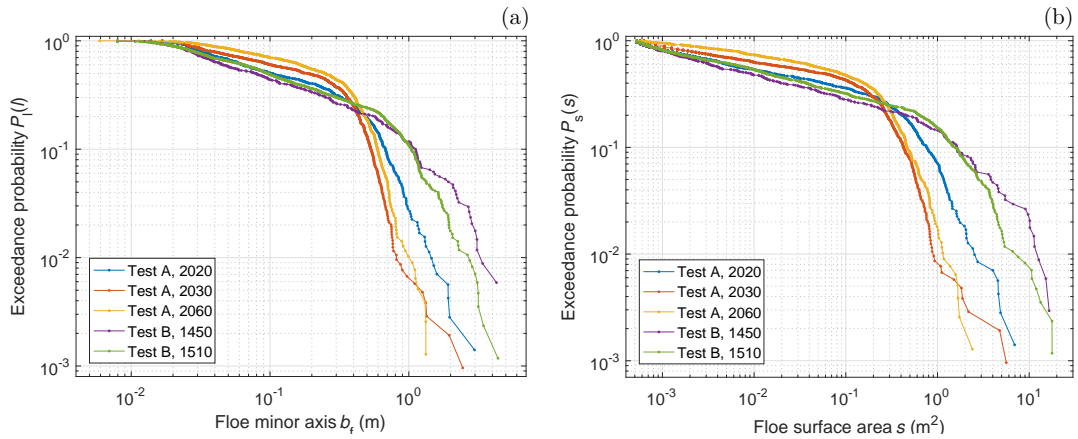 (a)
Exceedance probability P_l(l)
10^0
10^-1
10^-2
10^-3
Test A, 2020
Test A, 2030
Test A, 2060
Test B, 1450
Test B, 1510
10^-2
10^-1
10^0
Floe minor axis b_f (m)
(b)
Exceedance probability P_s(s)
10^0
10^-1
10^-2
10^-3
Test A, 2020
Test A, 2030
Test A, 2060
Test B, 1450
Test B, 1510
10^-3
10^-2
10^-1
10^0
10^1
Floe surface area s (m^2)